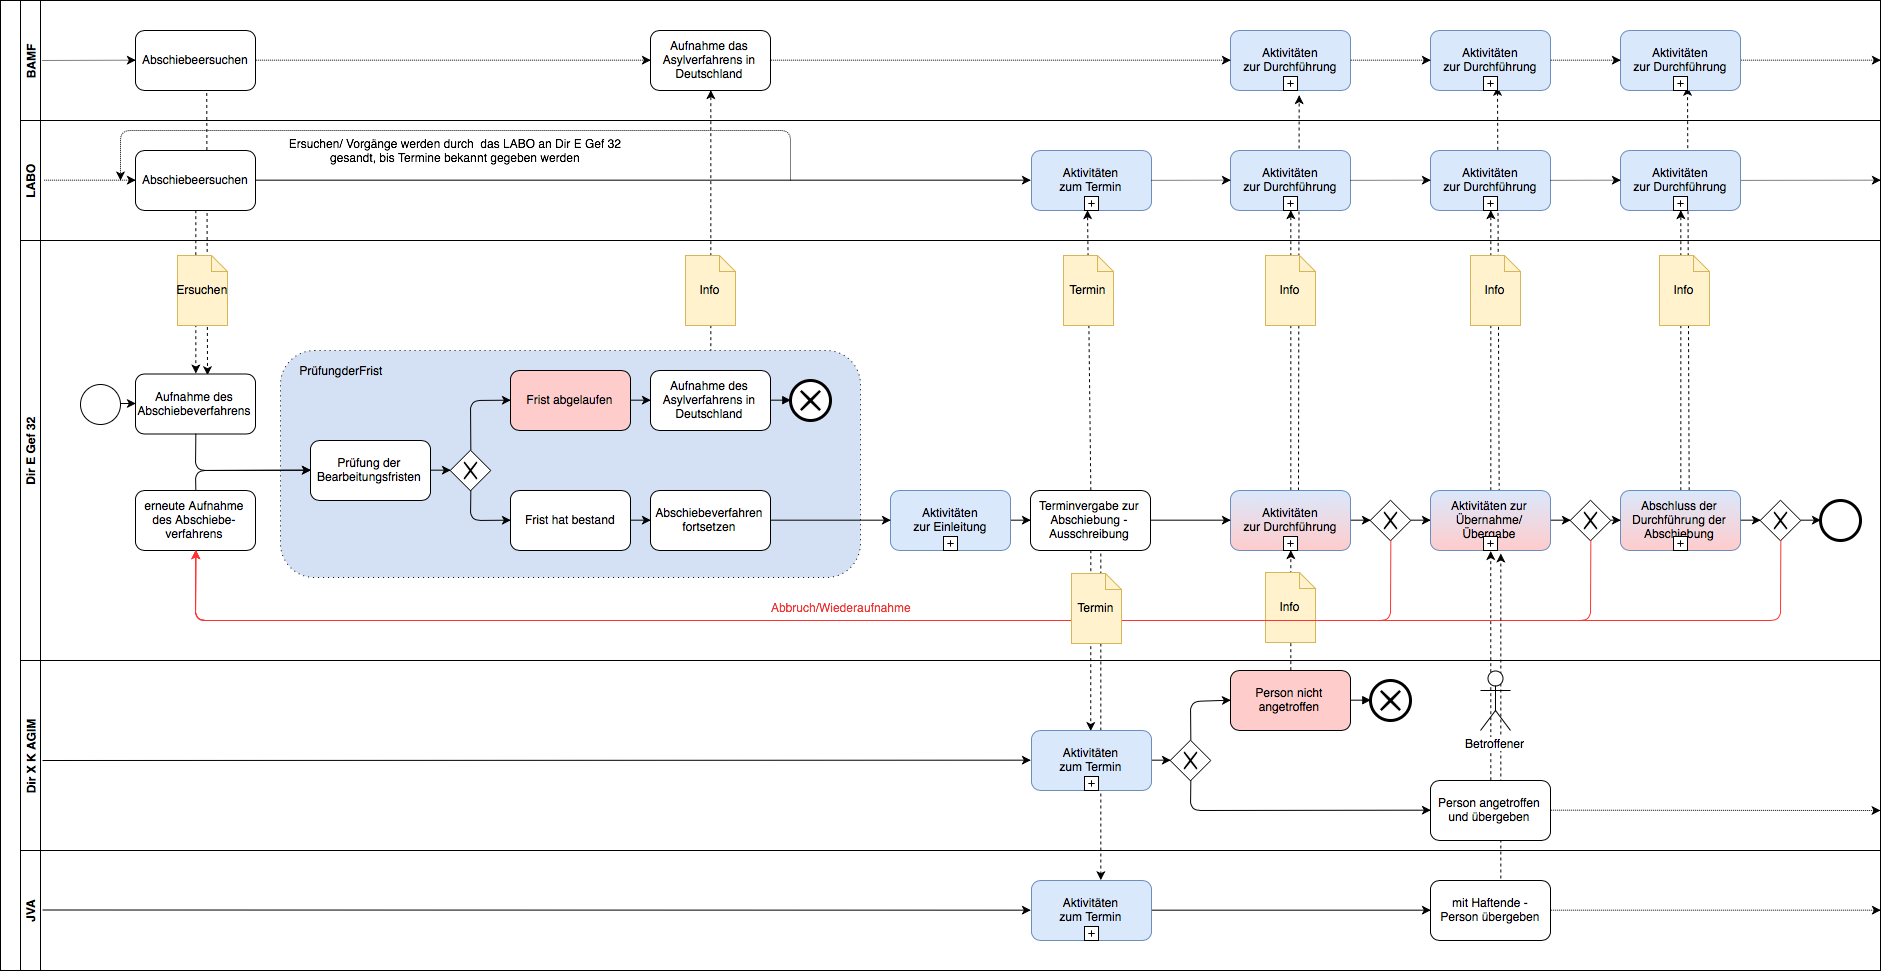 BAMF
Abschiebeersuchen
Aufnahme das
Asylverfahrens in
Deutschland
Aktivitäten
zur Durchführung
Aktivitäten
zur Durchführung
Aktivitäten
zur Durchführung
LABO
Ersuchen/ Vorgänge werden durch das LABO an Dir E Gef 32
gesandt, bis Termine bekannt gegeben werden
Abschiebeersuchen
Aktivitäten
zum Termin
Aktivitäten
zur Durchführung
Aktivitäten
zur Durchführung
Aktivitäten
zur Durchführung
Dir E Gef 32
Ersuchen
Info
Termin
Info
Info
Info
Aufnahme des
Abschiebeverfahrens
erneute Aufnahme
des Abschiebe-
verfahrens
PrüfungderFrist
Prüfung der
Bearbeitungsfristen
Frist abgelaufen
Aufnahme des
Asylverfahrens in
Deutschland
Frist hat bestand
Abschiebeverfahren
fortsetzen
Aktivitäten
zur Einleitung
Terminvergabe zur
Abschiebung -
Ausschreibung
Aktivitäten
zur Durchführung
Aktivitäten zur
Übernahme/
Übergabe
Abschluss der
Durchführung der
Abschiebung
Abbruch/Wiederaufnahme
Termin
Info
Dir X K AGIM
Aktivitäten
zum Termin
Person nicht
angetroffen
Betroffener
Person angetroffen
und übergeben
JVA
Aktivitäten
zum Termin
mit Haftende -
Person übergeben